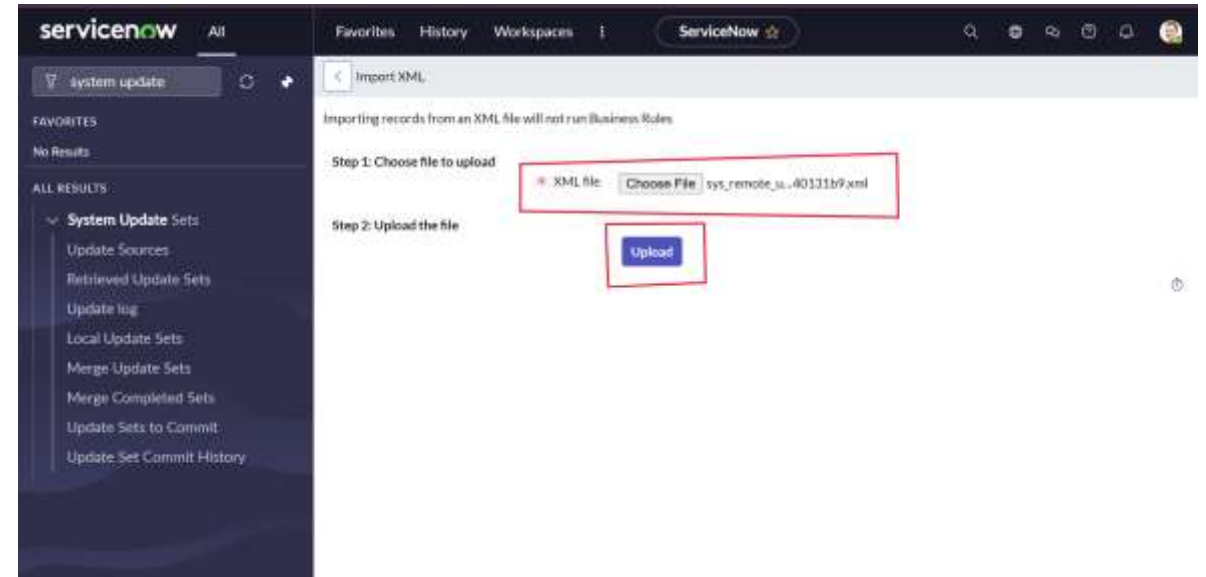 servicenow All Favorites History Workspaces ServiceNow
system update
Import XML
FAVORITES
No Results
ALL RESULTS
System Update Sets
Update Sources
Retrieved Update Sets
Update log
Local Update Sets
Merge Update Sets
Merge Completed Sets
Update Sets to Commit
Update Set Commit History
Importing records from an XML file will not run Business Rules
Step 1: Choose file to upload
* XML file Choose File sys_remote_u...40131b9.xml
Step 2: Upload the file
Upload